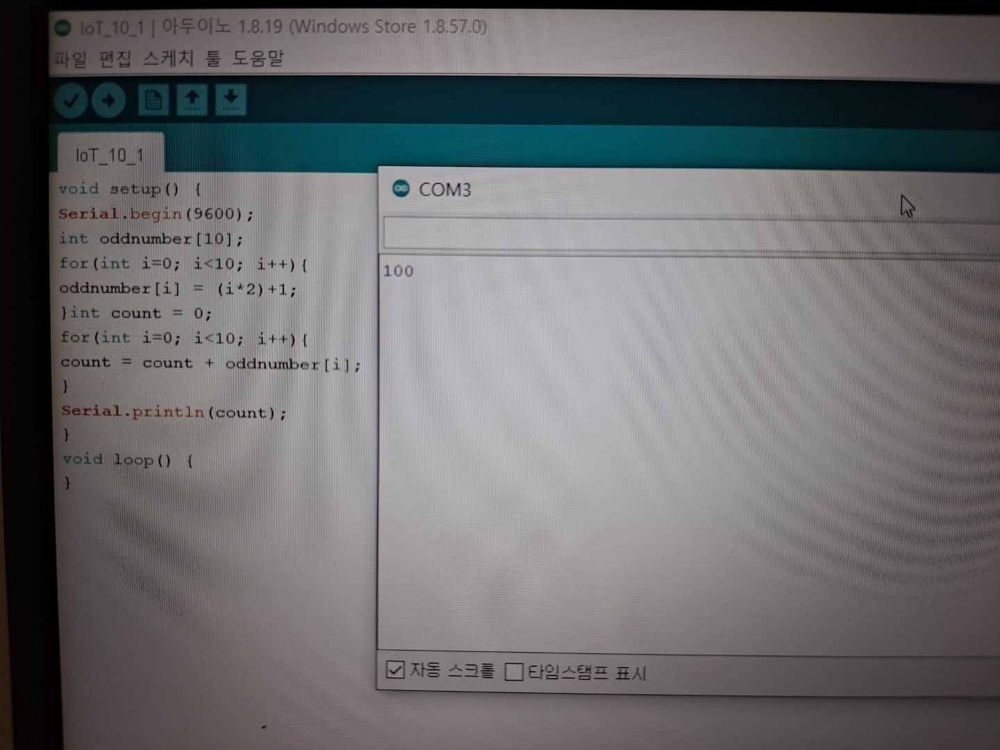 IoT_10_1 | 아두이노 1.8.19 (Windows Store 1.8.57.0)
파일 편집 스케치 툴 도움말
IoT_10_1
void setup() {
Serial.begin(9600);
int oddnumber[10];
for(int i=0; i<10; i++){
oddnumber[i] = (i*2)+1;
}int count = 0;
for(int i=0; i<10; i++){
count = count + oddnumber[i];
}
Serial.println(count);
}
void loop() {
}
COM3
100
자동 스크롤 타임스탬프 표시